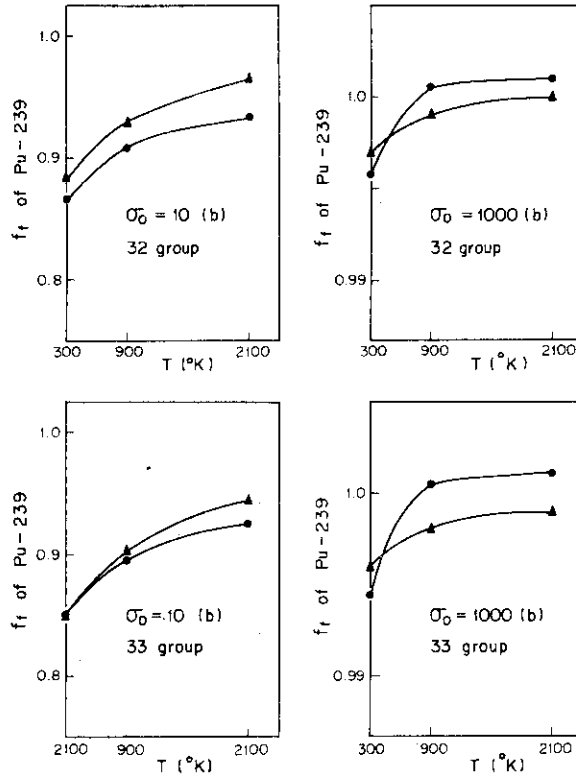 1.0
0.9
0.8
f_f of Pu-239
σ_0 = 10 (b)
32 group
300 900 2100
T (°K)
1.0
0.99
f_f of Pu-239
σ_0 = 1000 (b)
32 group
300 900 2100
T (°K)
1.0
0.9
0.8
f_f of Pu-239
σ_0 = 10 (b)
33 group
2100 900 2100
T (°K)
1.0
0.99
f_f of Pu-239
σ_0 = 1000 (b)
33 group
300 900 2100
T (°K)